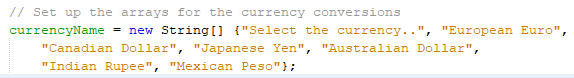 // Set up the arrays for the currency conversions
currencyName = new String[] {"Select the currency..", "European Euro",
"Canadian Dollar", "Japanese Yen", "Australian Dollar",
"Indian Rupee", "Mexican Peso"};